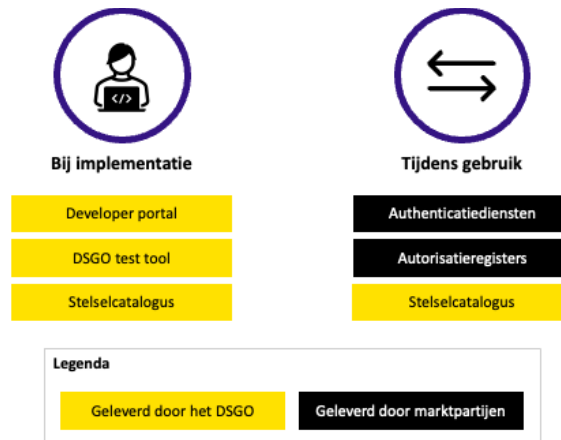 </>
Bij implementatie
Tijdens gebruik
Developer portal
Authenticatiediensten
DSGO test tool
Autorisatieregisters
Stelselcatalogus
Stelselcatalogus
Legenda
Geleverd door het DSGO
Geleverd door marktpartijen